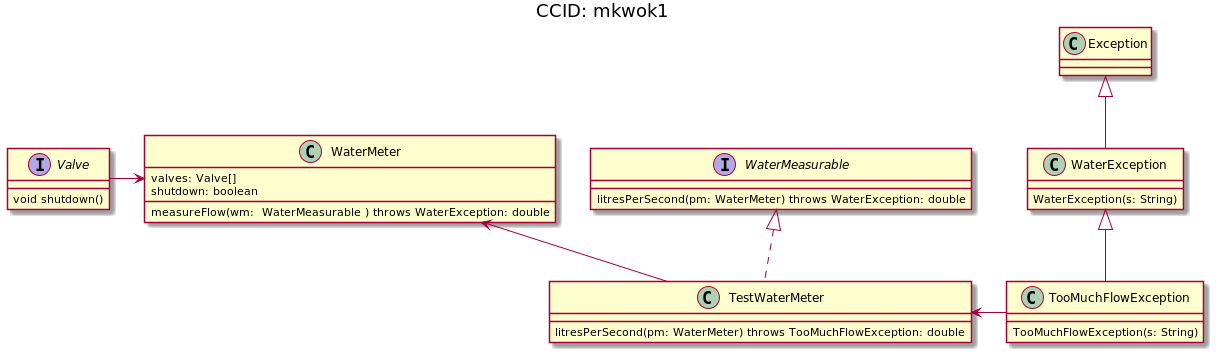 CCID: mkwok1
C Exception
I Valve
void shutdown()
C WaterMeter
valves: Valve[]
shutdown: boolean
measureFlow(wm:  WaterMeasurable ) throws WaterException: double
I WaterMeasurable
litresPerSecond(pm: WaterMeter) throws WaterException: double
C WaterException
WaterException(s: String)
C TestWaterMeter
litresPerSecond(pm: WaterMeter) throws TooMuchFlowException: double
C TooMuchFlowException
TooMuchFlowException(s: String)